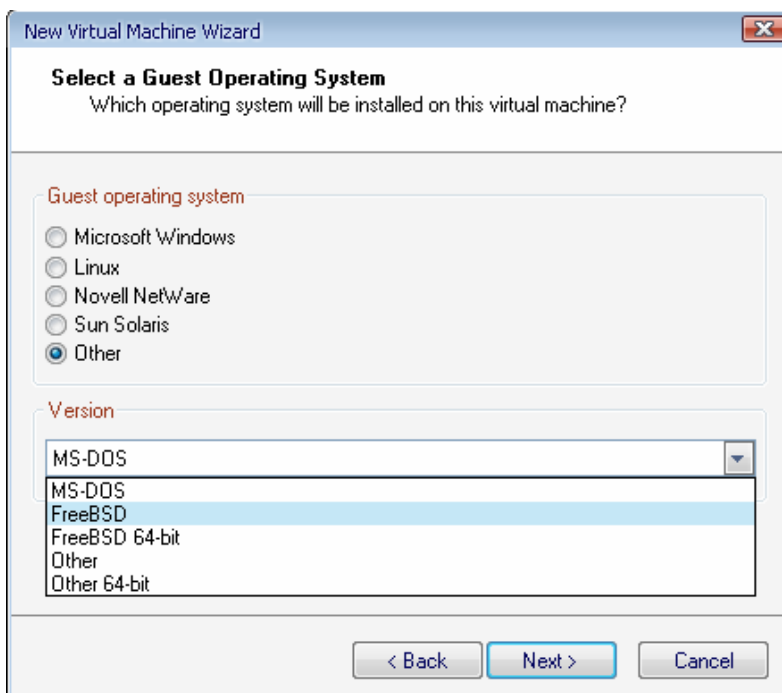 New Virtual Machine Wizard
Select a Guest Operating System
Which operating system will be installed on this virtual machine?
Guest operating system
Microsoft Windows
Linux
Novell NetWare
Sun Solaris
Other
Version
MS-DOS
MS-DOS
FreeBSD
FreeBSD 64-bit
Other
Other 64-bit
< Back Next > Cancel